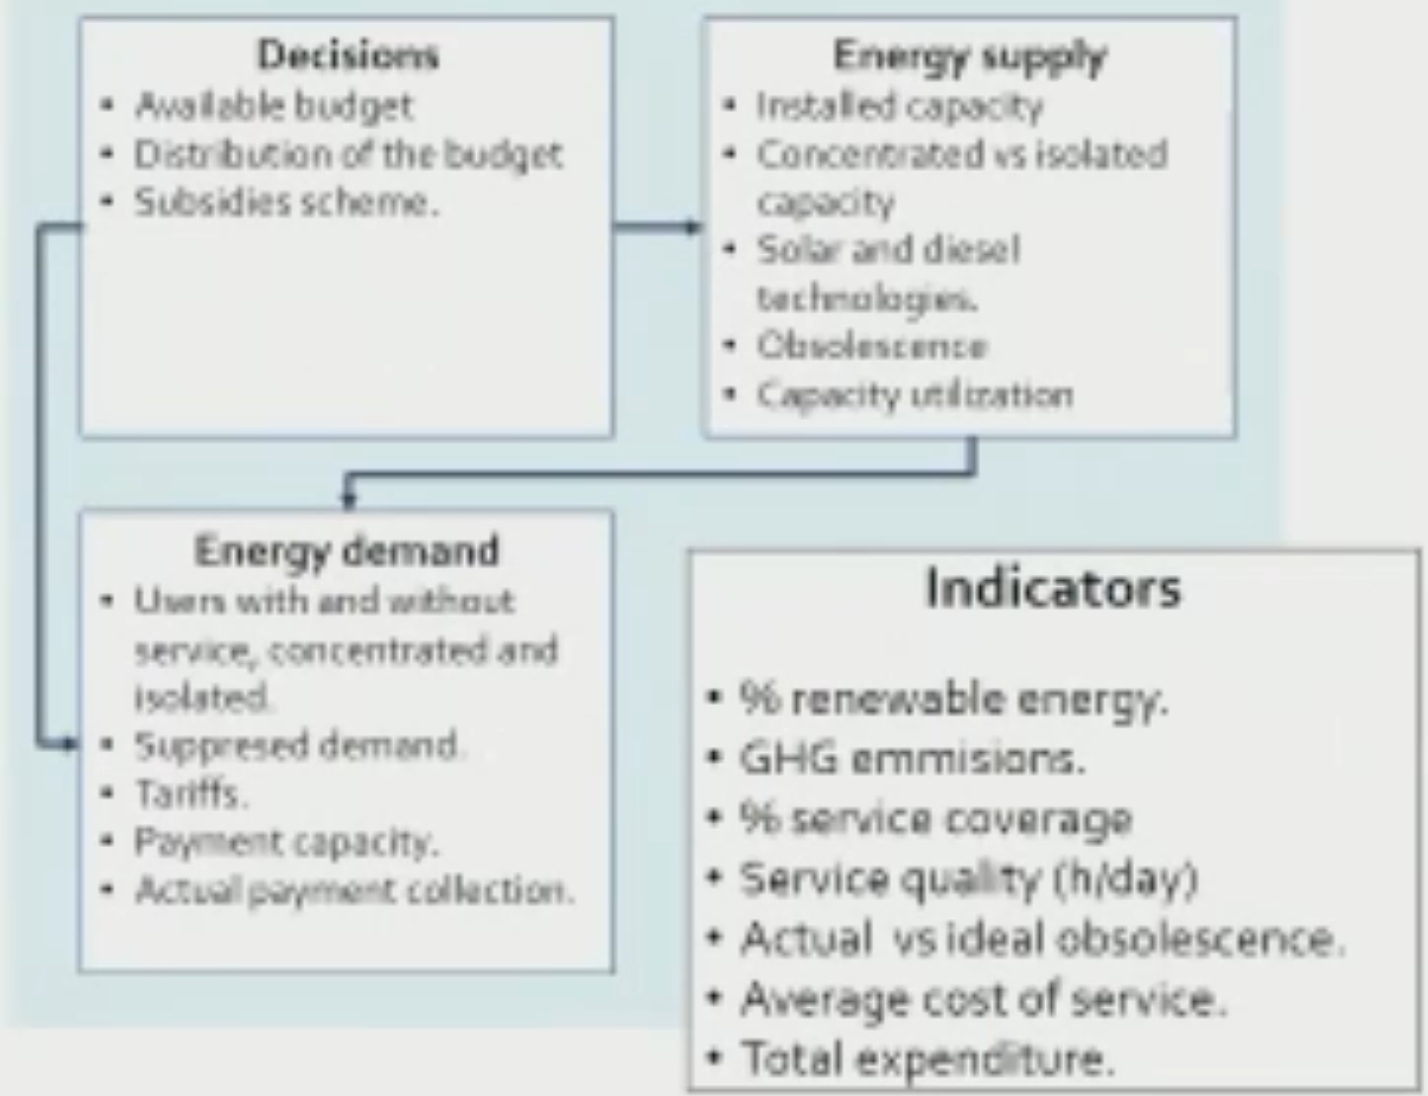 Decisions
• Available budget
• Distribution of the budget
• Subsidies scheme.
Energy supply
• Installed capacity
• Concentrated vs isolated
capacity
• Solar and diesel
technologies.
• Obsolescence
• Capacity utilization
Energy demand
• Users with and without
service, concentrated and
isolated.
• Suppresed demand.
• Tariffs.
• Payment capacity.
• Actual payment collection.
Indicators
• % renewable energy.
• GHG emmisions.
• % service coverage
• Service quality (h/day)
• Actual vs ideal obsolescence.
• Average cost of service.
• Total expenditure.